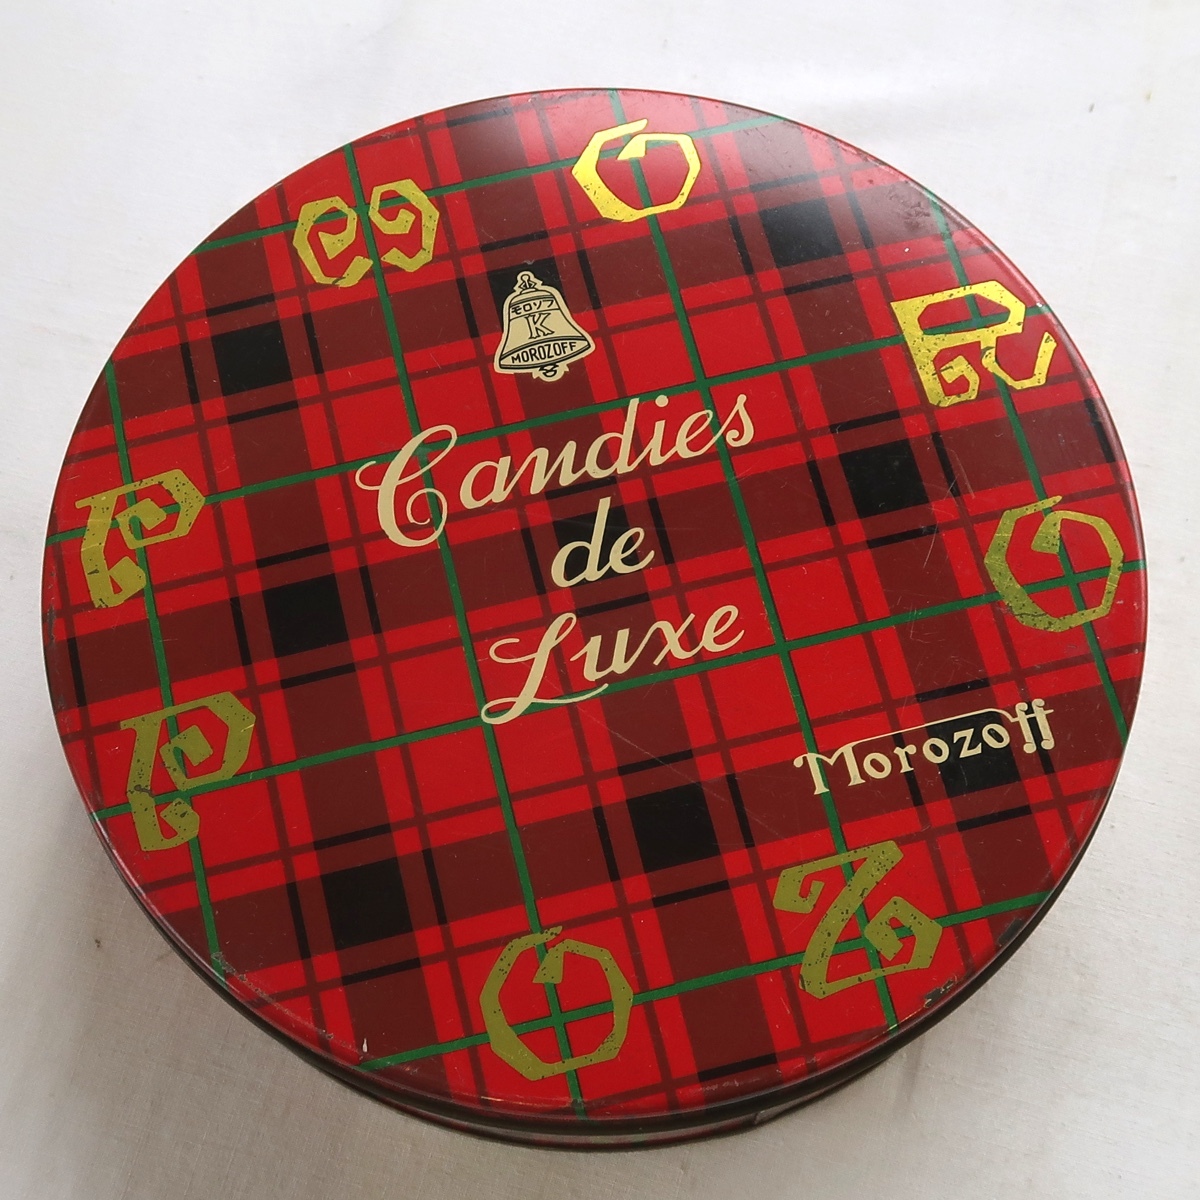 モロゾフ
K
MOROZOFF
Candies
de
Luxe
Morozoff
M
O
R
O
Z
O
F
F